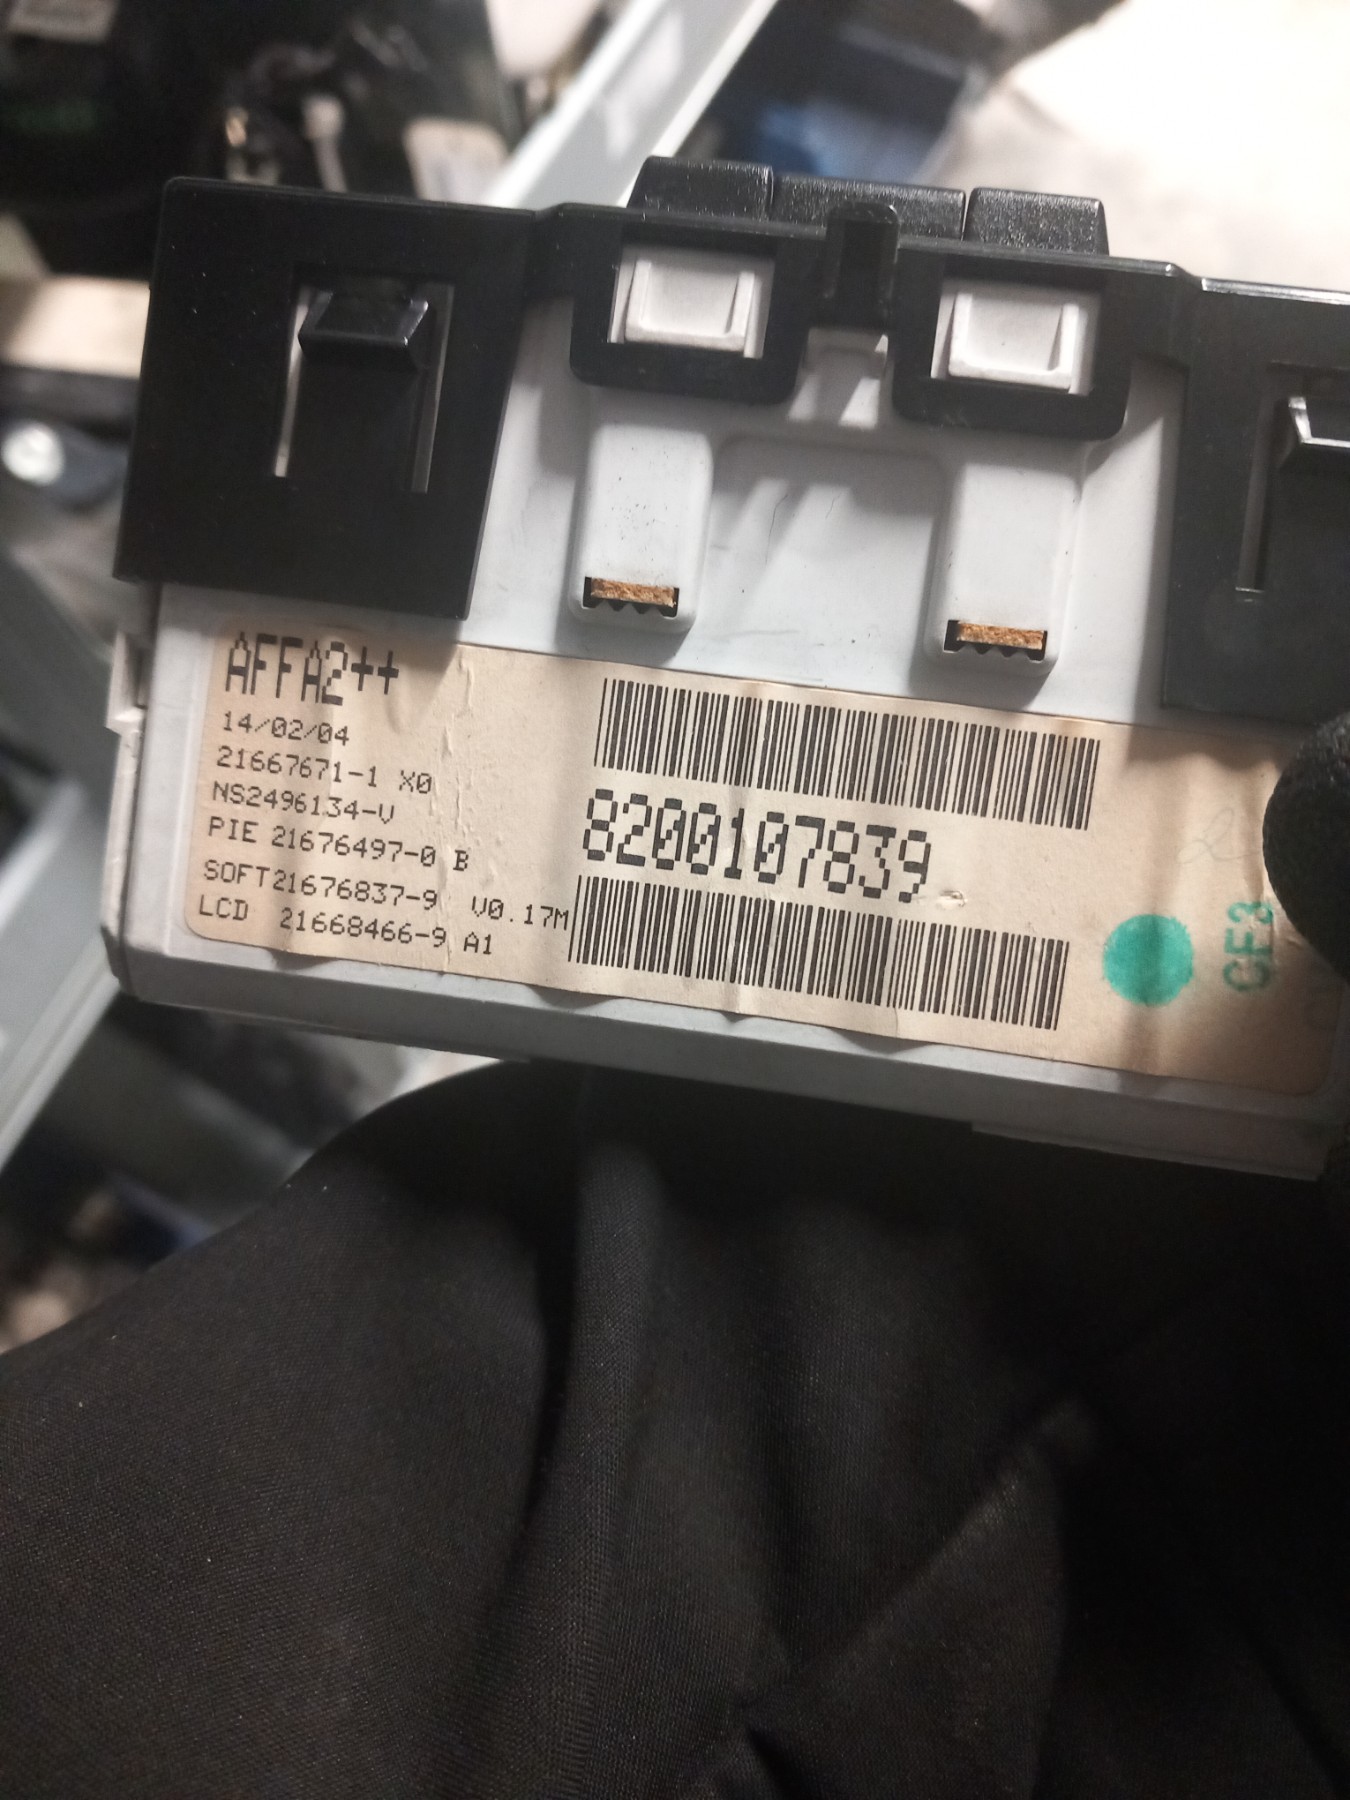 AFFA2++
14/02/04
21667671-1 X0
NS2496134-V
PIE 21676497-0 B
SOFT21676837-9 V0.17M
LCD 21668466-9 A1
8200107839
CF3